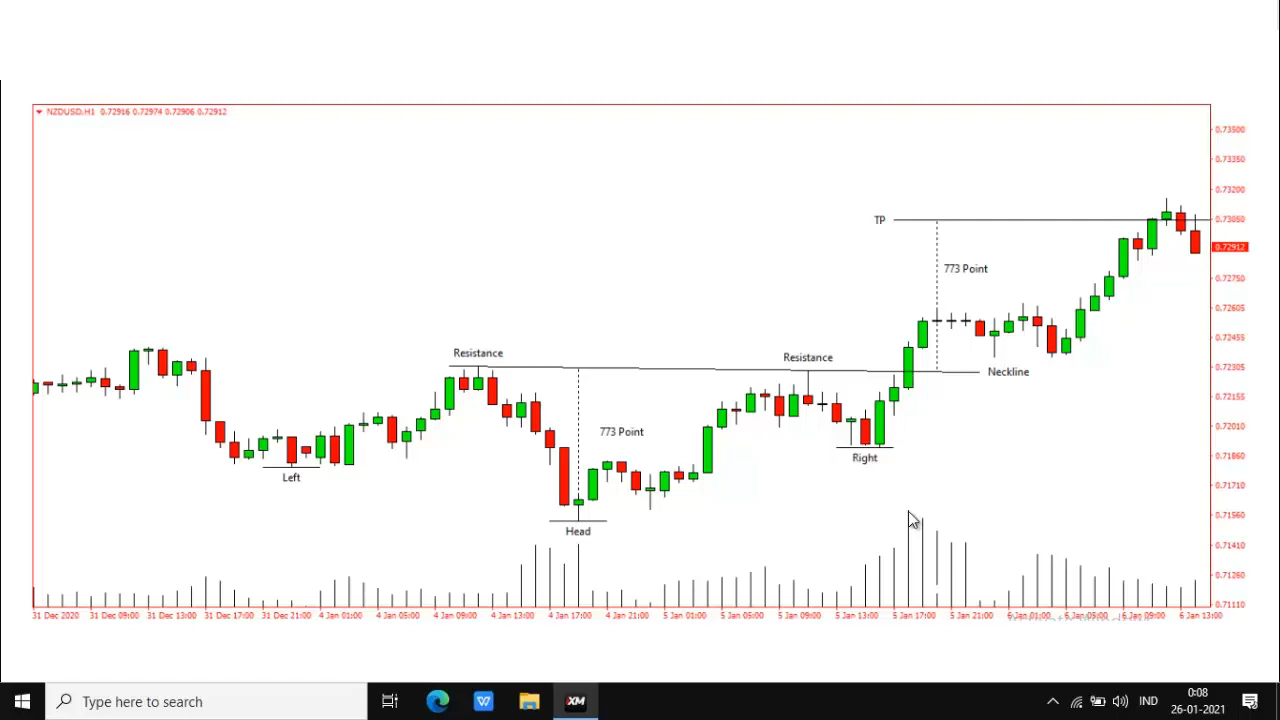 NZDUSD,H1 0.72916 0.72974 0.72906 0.72912
0.73500
0.73350
0.73200
TP
0.73050
0.72912
773 Point
0.72750
0.72605
0.72455
Resistance
Resistance
0.72305
Neckline
0.72155
773 Point
0.72010
Right
0.71860
Left
0.71710
0.71560
Head
0.71410
0.71260
0.71110
31 Dec 2020 31 Dec 09:00 31 Dec 13:00 31 Dec 17:00 31 Dec 21:00 4 Jan 01:00 4 Jan 05:00 4 Jan 09:00 4 Jan 13:00 4 Jan 17:00 4 Jan 21:00 5 Jan 01:00 5 Jan 05:00 5 Jan 09:00 5 Jan 13:00 5 Jan 17:00 5 Jan 21:00 6 Jan 01:00 6 Jan 05:00 6 Jan 09:00 6 Jan 13:00
Type here to search
W
XM
IND
0:08
26-01-2021